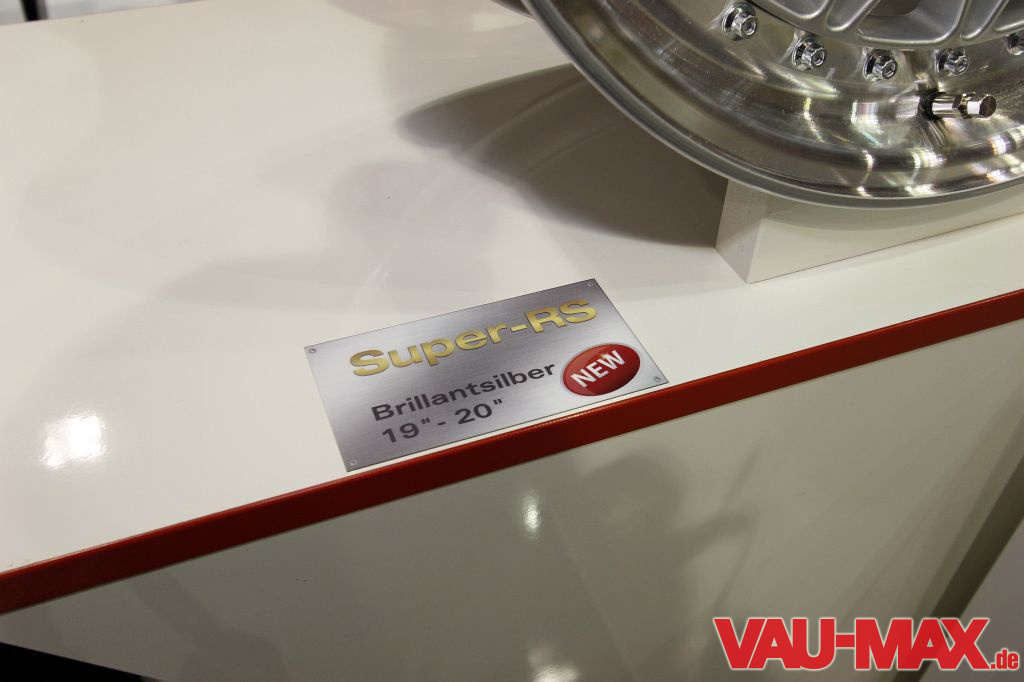 Super-RS
Brillantsilber
19" - 20"
NEW
VAU-MAX.de